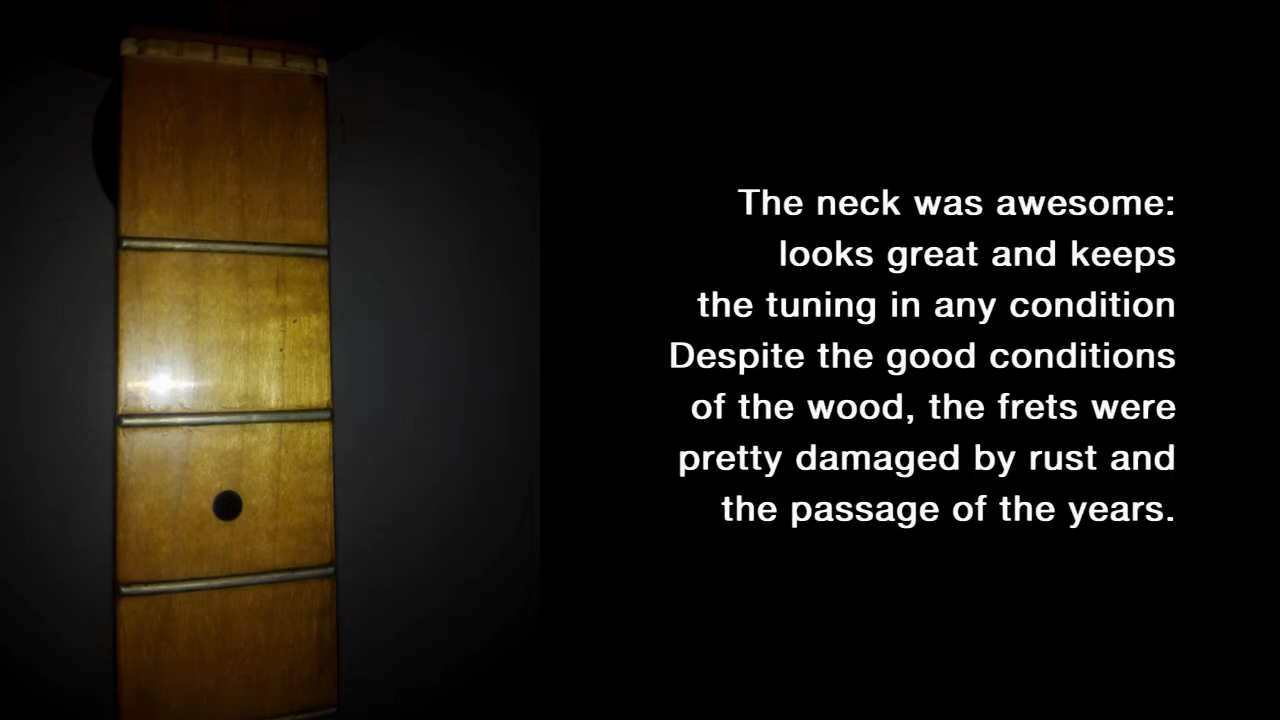 The neck was awesome:
looks great and keeps
the tuning in any condition
Despite the good conditions
of the wood, the frets were
pretty damaged by rust and
the passage of the years.